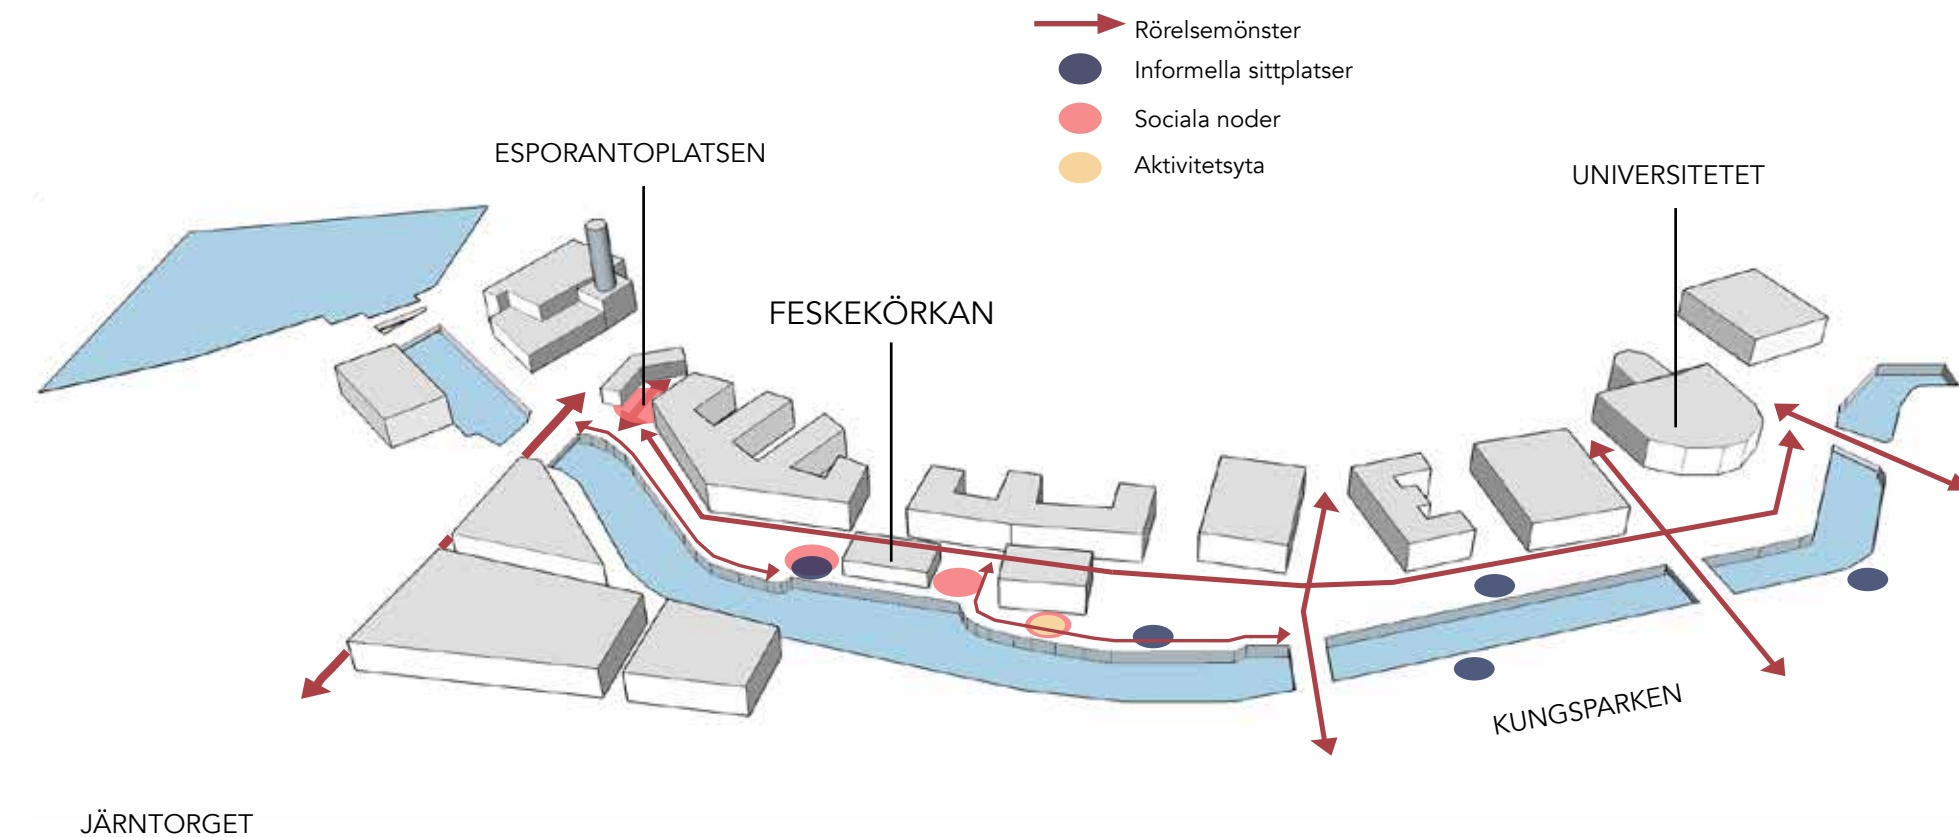 Rörelsemönster
Informella sittplatser
Sociala noder
Aktivitetsyta
ESPORANTOPLATSEN
UNIVERSITETET
FESKEKÖRKAN
KUNGSPARKEN
JÄRNTORGET